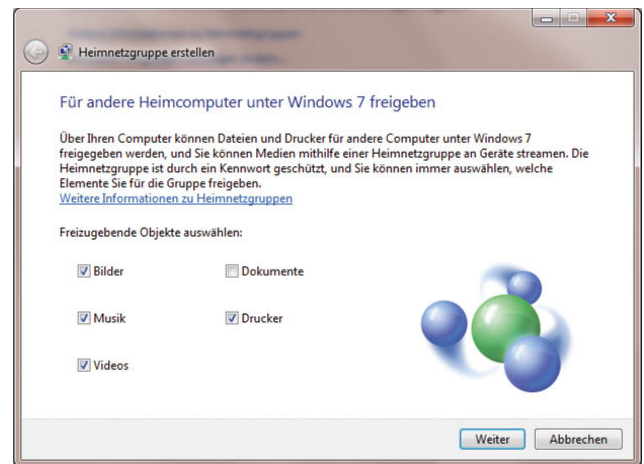 Heimnetzgruppe erstellen
Für andere Heimcomputer unter Windows 7 freigeben
Über Ihren Computer können Dateien und Drucker für andere Computer unter Windows 7
freigegeben werden, und Sie können Medien mithilfe einer Heimnetzgruppe an Geräte streamen. Die
Heimnetzgruppe ist durch ein Kennwort geschützt, und Sie können immer auswählen, welche
Elemente Sie für die Gruppe freigeben.
Weitere Informationen zu Heimnetzgruppen
Freizugebende Objekte auswählen:
Bilder Dokumente
Musik Drucker
Videos
Weiter Abbrechen